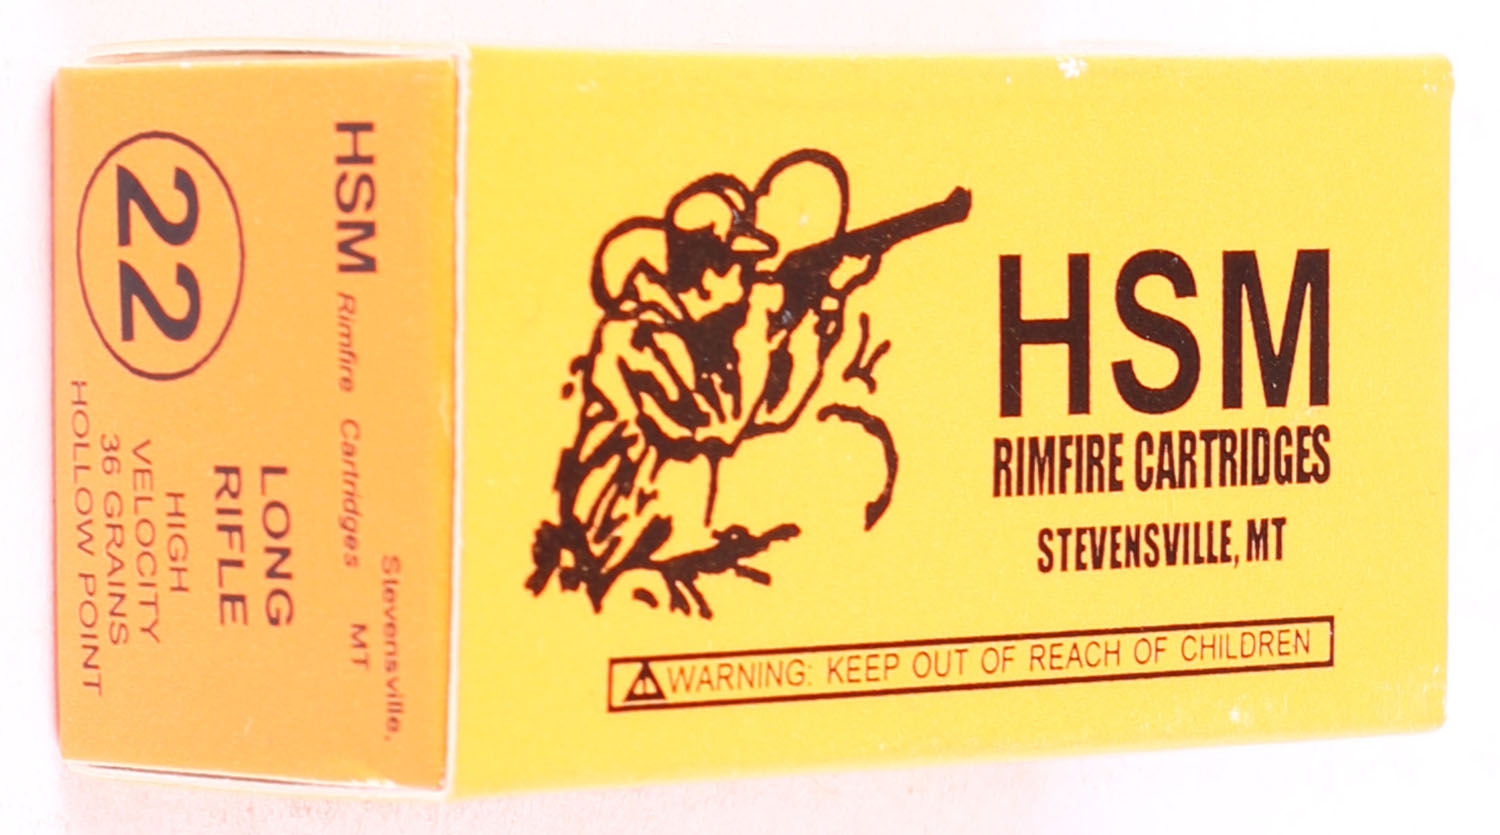 HSM
RIMFIRE CARTRIDGES
STEVENSVILLE, MT
WARNING: KEEP OUT OF REACH OF CHILDREN
HSM Rimfire Cartridges Stevensville,
MT
22
LONG
RIFLE
HIGH
VELOCITY
36 GRAINS
HOLLOW POINT